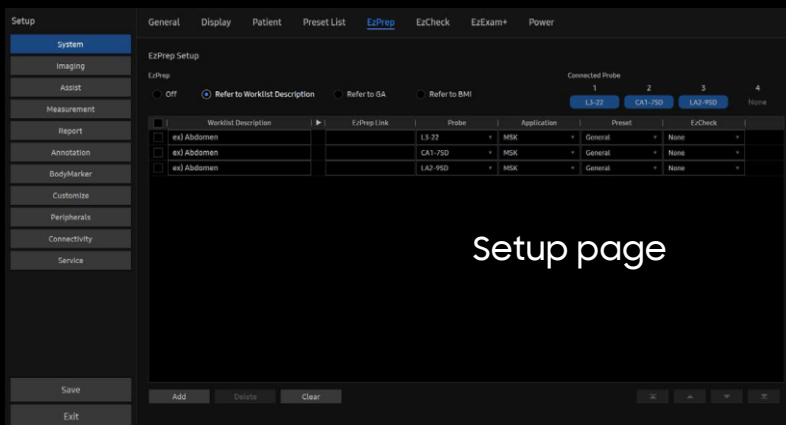 Setup
General Display Patient Preset List EzPrep EzCheck EzExam+ Power
System
Imaging
Assist
Measurement
Report
Annotation
BodyMarker
Customize
Peripherals
Connectivity
Service
Save
Exit
EzPrep Setup
EzPrep
Off Refer to Worklist Description Refer to GA Refer to BMI
Connected Probe
1 2 3 4
L3-22 CA1-7SD LA2-9SD None
Worklist Description EzPrep Link Probe Application Preset EzCheck
ex) Abdomen L3-22 MSK General None
ex) Abdomen CA1-7SD MSK General None
ex) Abdomen LA2-9SD MSK General None
Setup page
Add Delete Clear